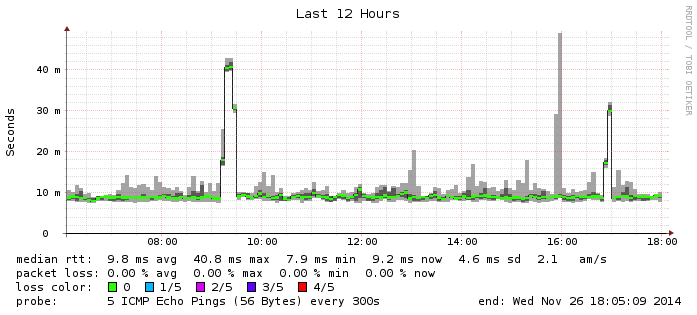 Last 12 Hours
RRDTOOL / TOBI OETIKER
Seconds
40 m
30 m
20 m
10 m
0
08:00 10:00 12:00 14:00 16:00 18:00
median rtt: 9.8 ms avg 40.8 ms max 7.9 ms min 9.2 ms now 4.6 ms sd 2.1 am/s
packet loss: 0.00 % avg 0.00 % max 0.00 % min 0.00 % now
loss color: 0 1/5 2/5 3/5 4/5
probe: 5 ICMP Echo Pings (56 Bytes) every 300s end: Wed Nov 26 18:05:09 2014